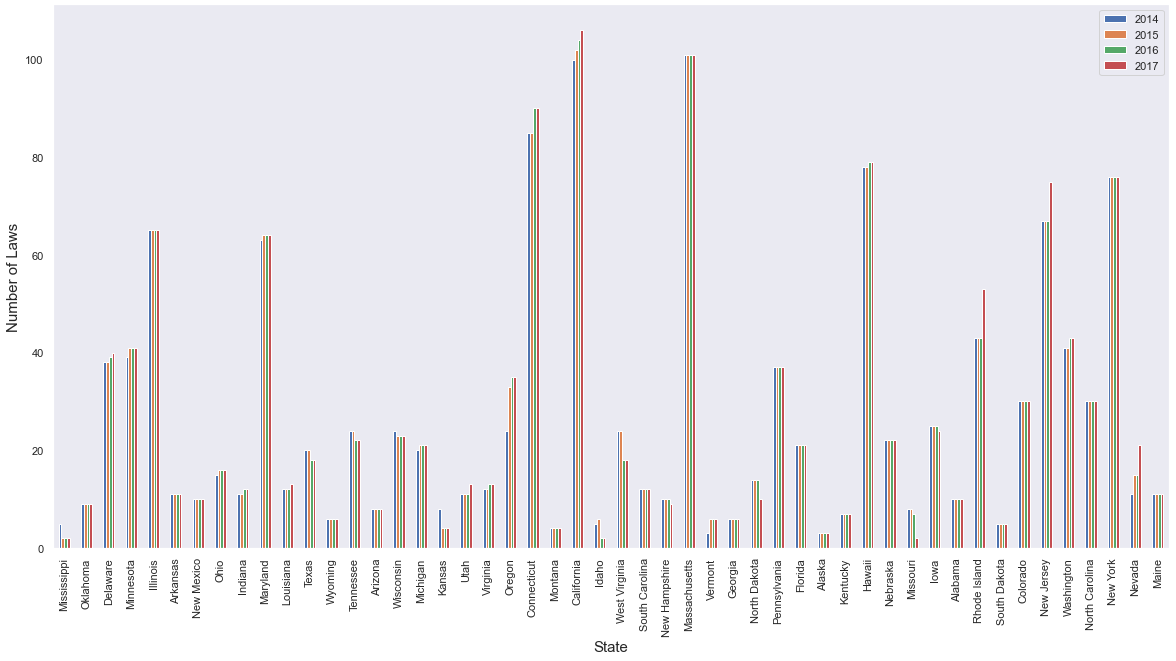 2014
2015
2016
2017
Number of Laws
100
80
60
40
20
0
Mississippi
Oklahoma
Delaware
Minnesota
Illinois
Arkansas
New Mexico
Ohio
Indiana
Maryland
Louisiana
Texas
Wyoming
Tennessee
Arizona
Wisconsin
Michigan
Kansas
Utah
Virginia
Oregon
Connecticut
Montana
California
Idaho
West Virginia
South Carolina
New Hampshire
Massachusetts
Vermont
Georgia
North Dakota
Pennsylvania
Florida
Alaska
Kentucky
Hawaii
Nebraska
Missouri
Iowa
Alabama
Rhode Island
South Dakota
Colorado
New Jersey
Washington
North Carolina
New York
Nevada
Maine
State